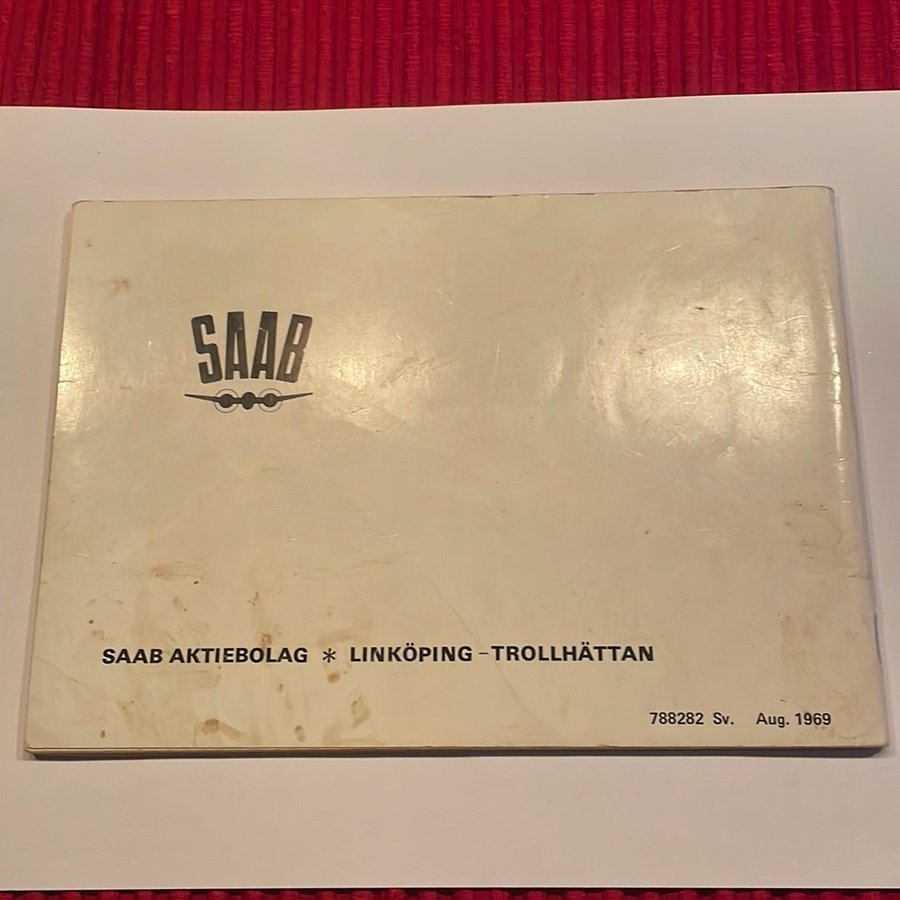 SAAB
SAAB AKTIEBOLAG * LINKÖPING - TROLLHÄTTAN
788282 Sv. Aug. 1969